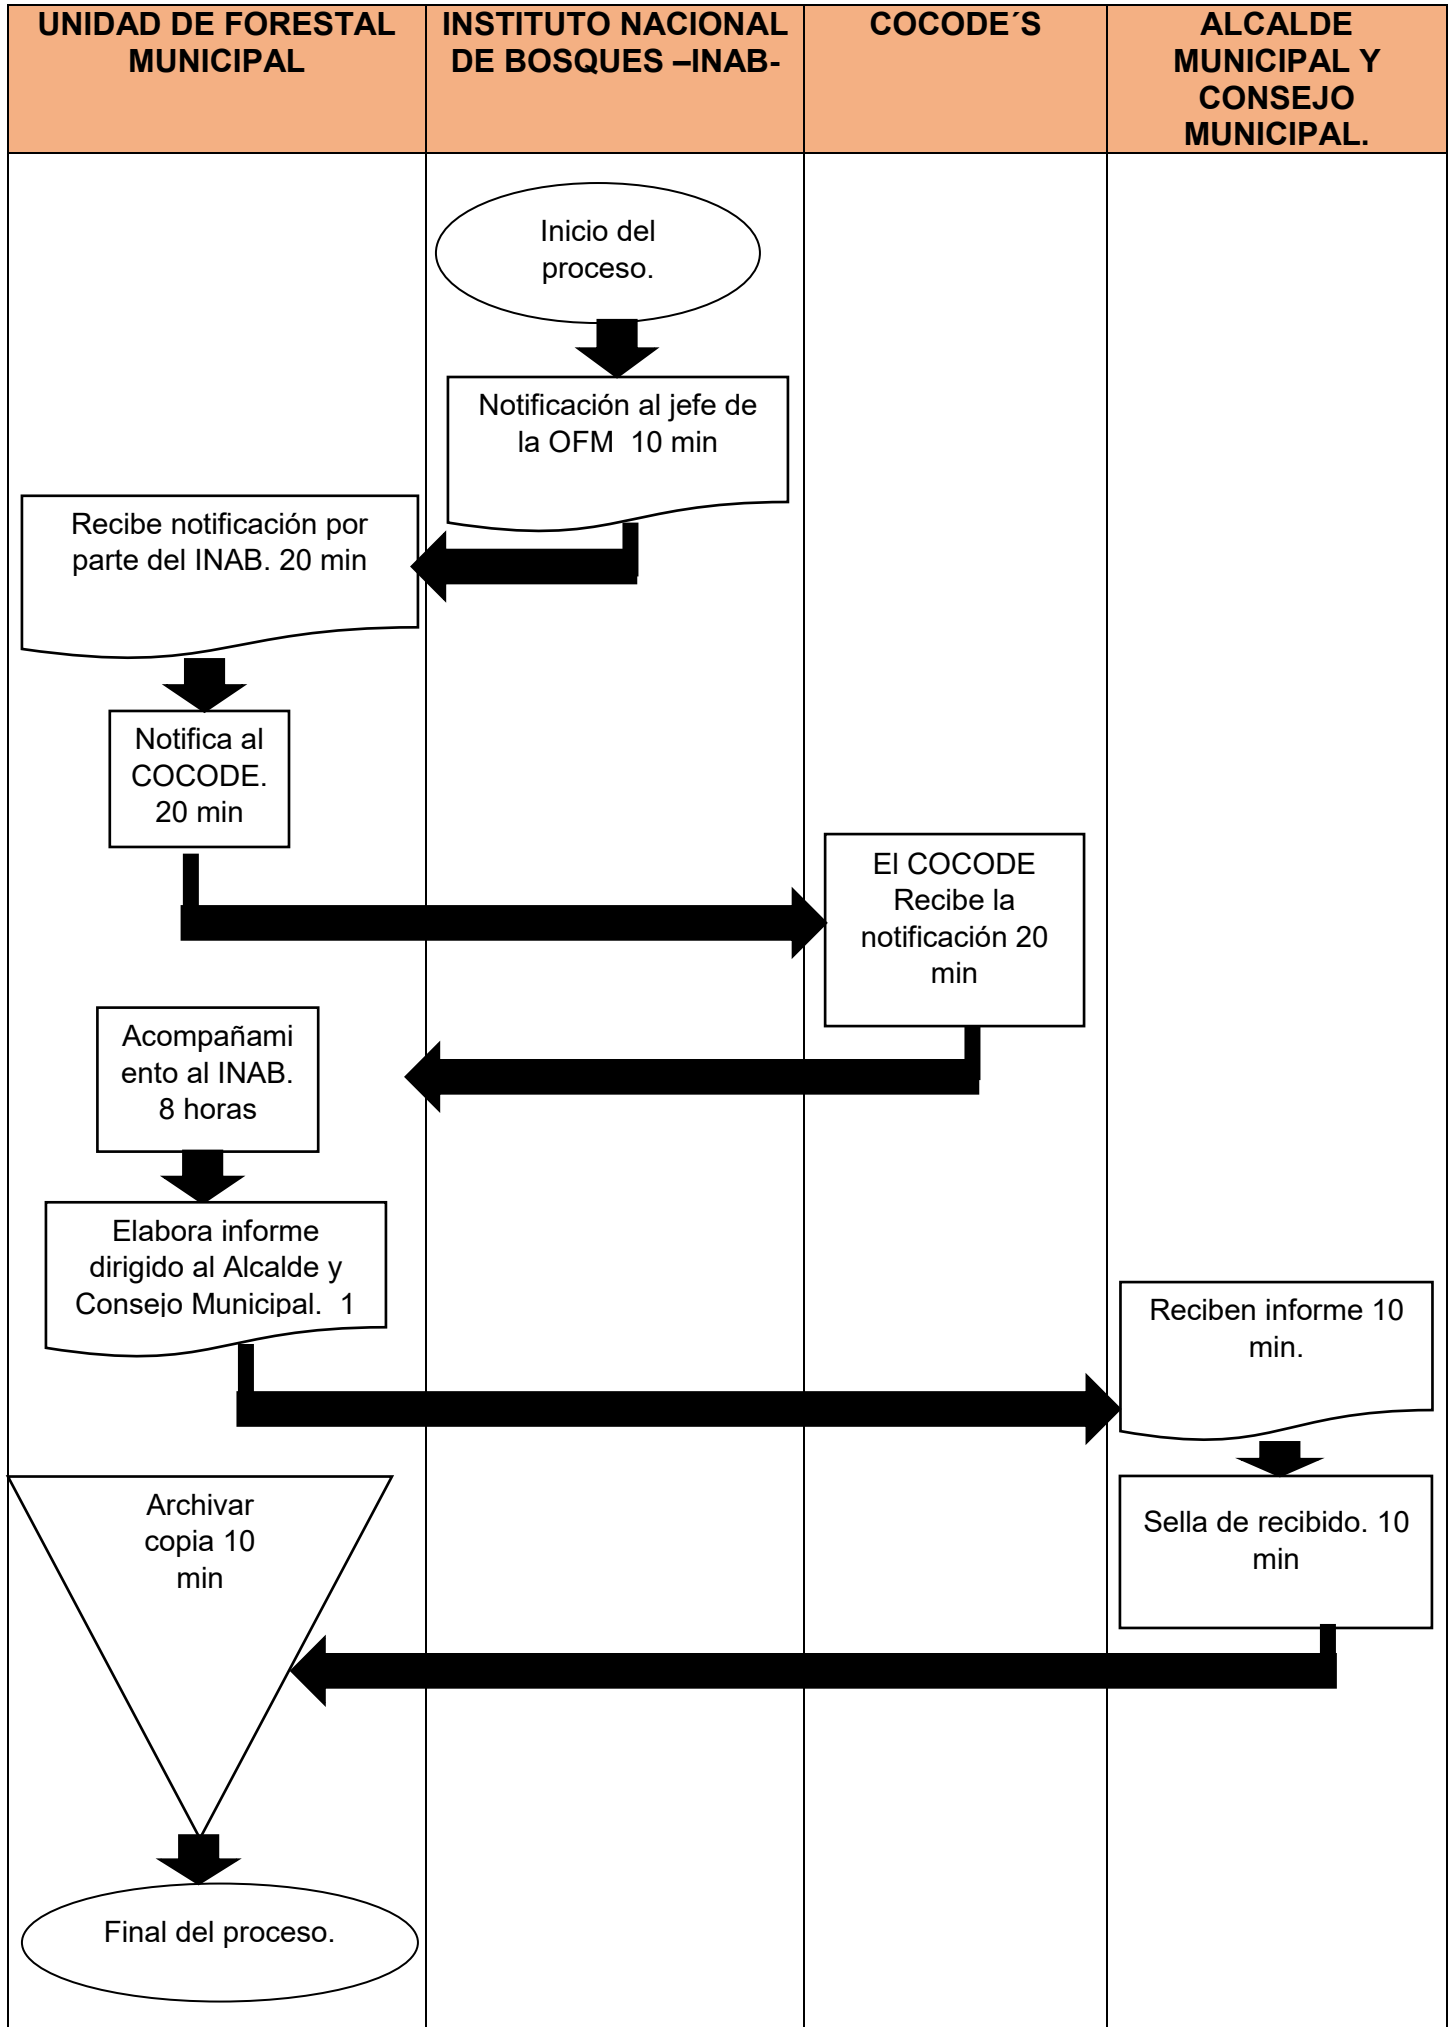 UNIDAD DE FORESTAL
MUNICIPAL
INSTITUTO NACIONAL
DE BOSQUES –INAB-
COCODE´S
ALCALDE
MUNICIPAL Y
CONSEJO
MUNICIPAL.
Inicio del
proceso.
Notificación al jefe de
la OFM  10 min
Recibe notificación por
parte del INAB. 20 min
Notifica al
COCODE.
20 min
El COCODE
Recibe la
notificación 20
min
Acompañami
ento al INAB.
8 horas
Elabora informe
dirigido al Alcalde y
Consejo Municipal.  1
Reciben informe 10
min.
Sella de recibido. 10
min
Archivar
copia 10
min
Final del proceso.